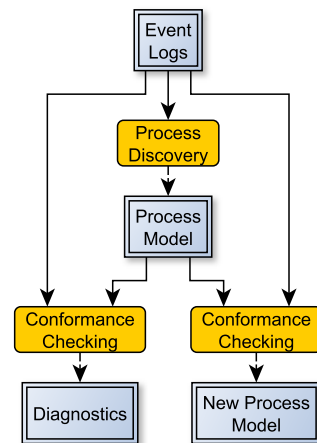 Event
Logs
Process
Discovery
Process
Model
Conformance
Checking
Conformance
Checking
Diagnostics
New Process
Model